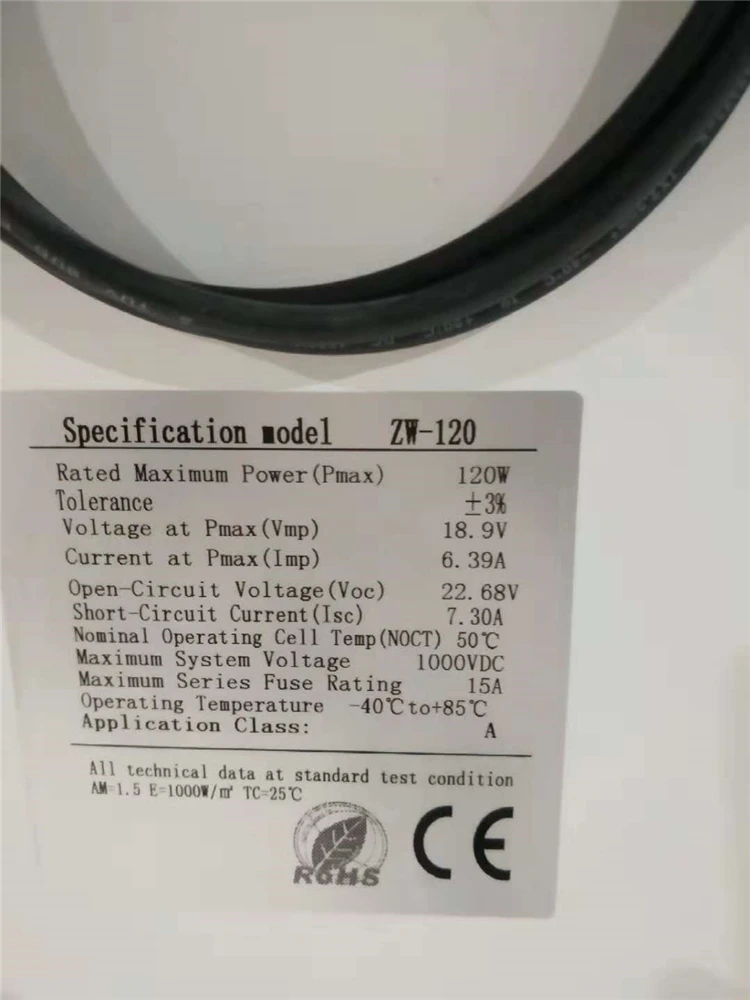 Specification model ZW-120
Rated Maximum Power(Pmax) 120W
Tolerance ±3%
Voltage at Pmax(Vmp) 18.9V
Current at Pmax(Imp) 6.39A
Open-Circuit Voltage(Voc) 22.68V
Short-Circuit Current(Isc) 7.30A
Nominal Operating Cell Temp(NOCT) 50℃
Maximum System Voltage 1000VDC
Maximum Series Fuse Rating 15A
Operating Temperature -40℃to+85℃
Application Class: A
All technical data at standard test condition
AM=1.5 E=1000W/㎡ TC=25℃
RoHS CE